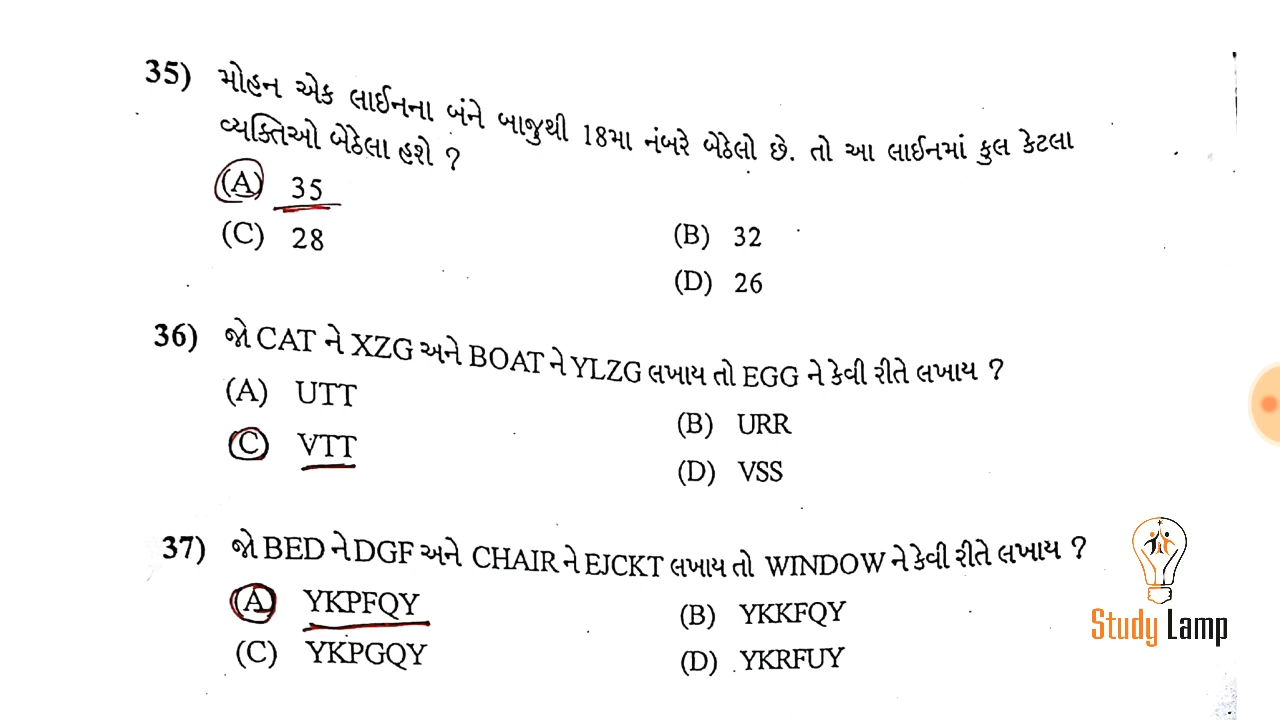 35) મોહન એક લાઈનના બંને બાજુથી 18મા નંબરે બેઠેલો છે. તો આ લાઈનમાં કુલ કેટલા
વ્યક્તિઓ બેઠેલા હશે ?
(A) 35
(B) 32
(C) 28
(D) 26
36) જો CAT ને XZG અને BOAT ને YLZG લખાય તો EGG ને કેવી રીતે લખાય ?
(A) UTT
(B) URR
(C) VTT
(D) VSS
37) જો BED ને DGF અને CHAIR ને EJCKT લખાય તો WINDOW ને કેવી રીતે લખાય ?
(A) YKPFQY
(B) YKKFQY
(C) YKPGQY
(D) YKRFUY
Study Lamp